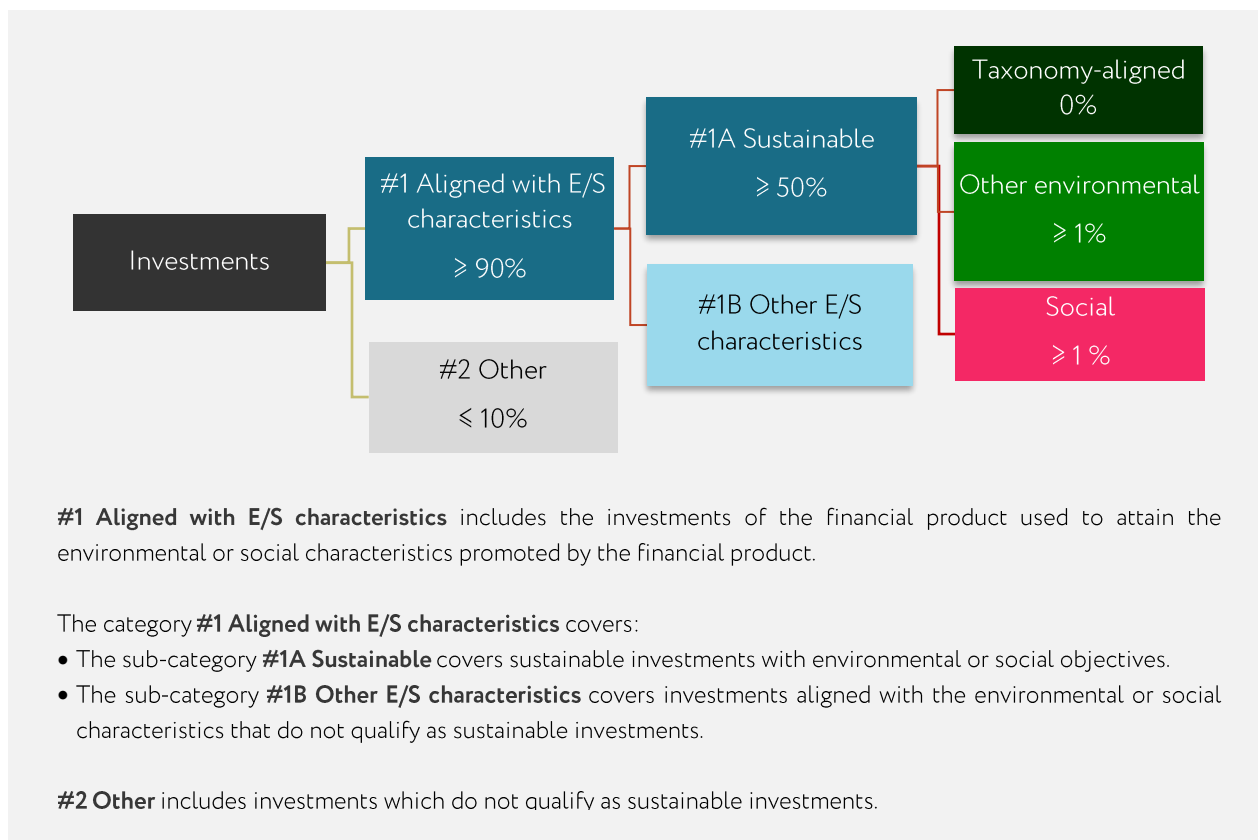 Taxonomy-aligned
0%
#1A Sustainable
⩾ 50%
#1 Aligned with E/S
characteristics
⩾ 90%
Other environmental
⩾ 1%
Investments
#1B Other E/S
characteristics
Social
⩾ 1 %
#2 Other
⩽ 10%
#1 Aligned with E/S characteristics includes the investments of the financial product used to attain the
environmental or social characteristics promoted by the financial product.
The category #1 Aligned with E/S characteristics covers:
• The sub-category #1A Sustainable covers sustainable investments with environmental or social objectives.
• The sub-category #1B Other E/S characteristics covers investments aligned with the environmental or social
characteristics that do not qualify as sustainable investments.
#2 Other includes investments which do not qualify as sustainable investments.